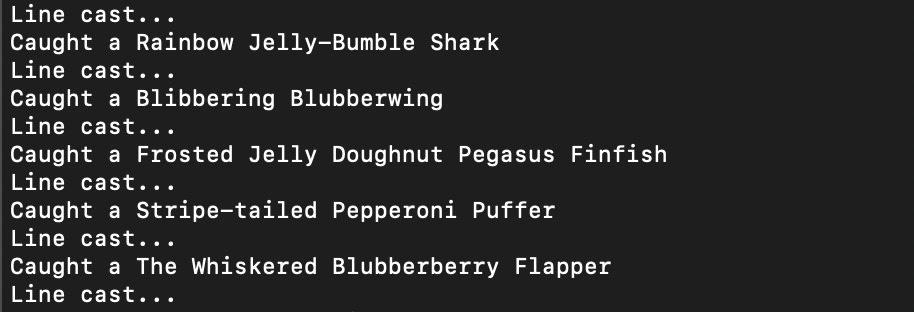 Line cast...
Caught a Rainbow Jelly-Bumble Shark
Line cast...
Caught a Blibbering Blubberwing
Line cast...
Caught a Frosted Jelly Doughnut Pegasus Finfish
Line cast...
Caught a Stripe-tailed Pepperoni Puffer
Line cast...
Caught a The Whiskered Blubberberry Flapper
Line cast...